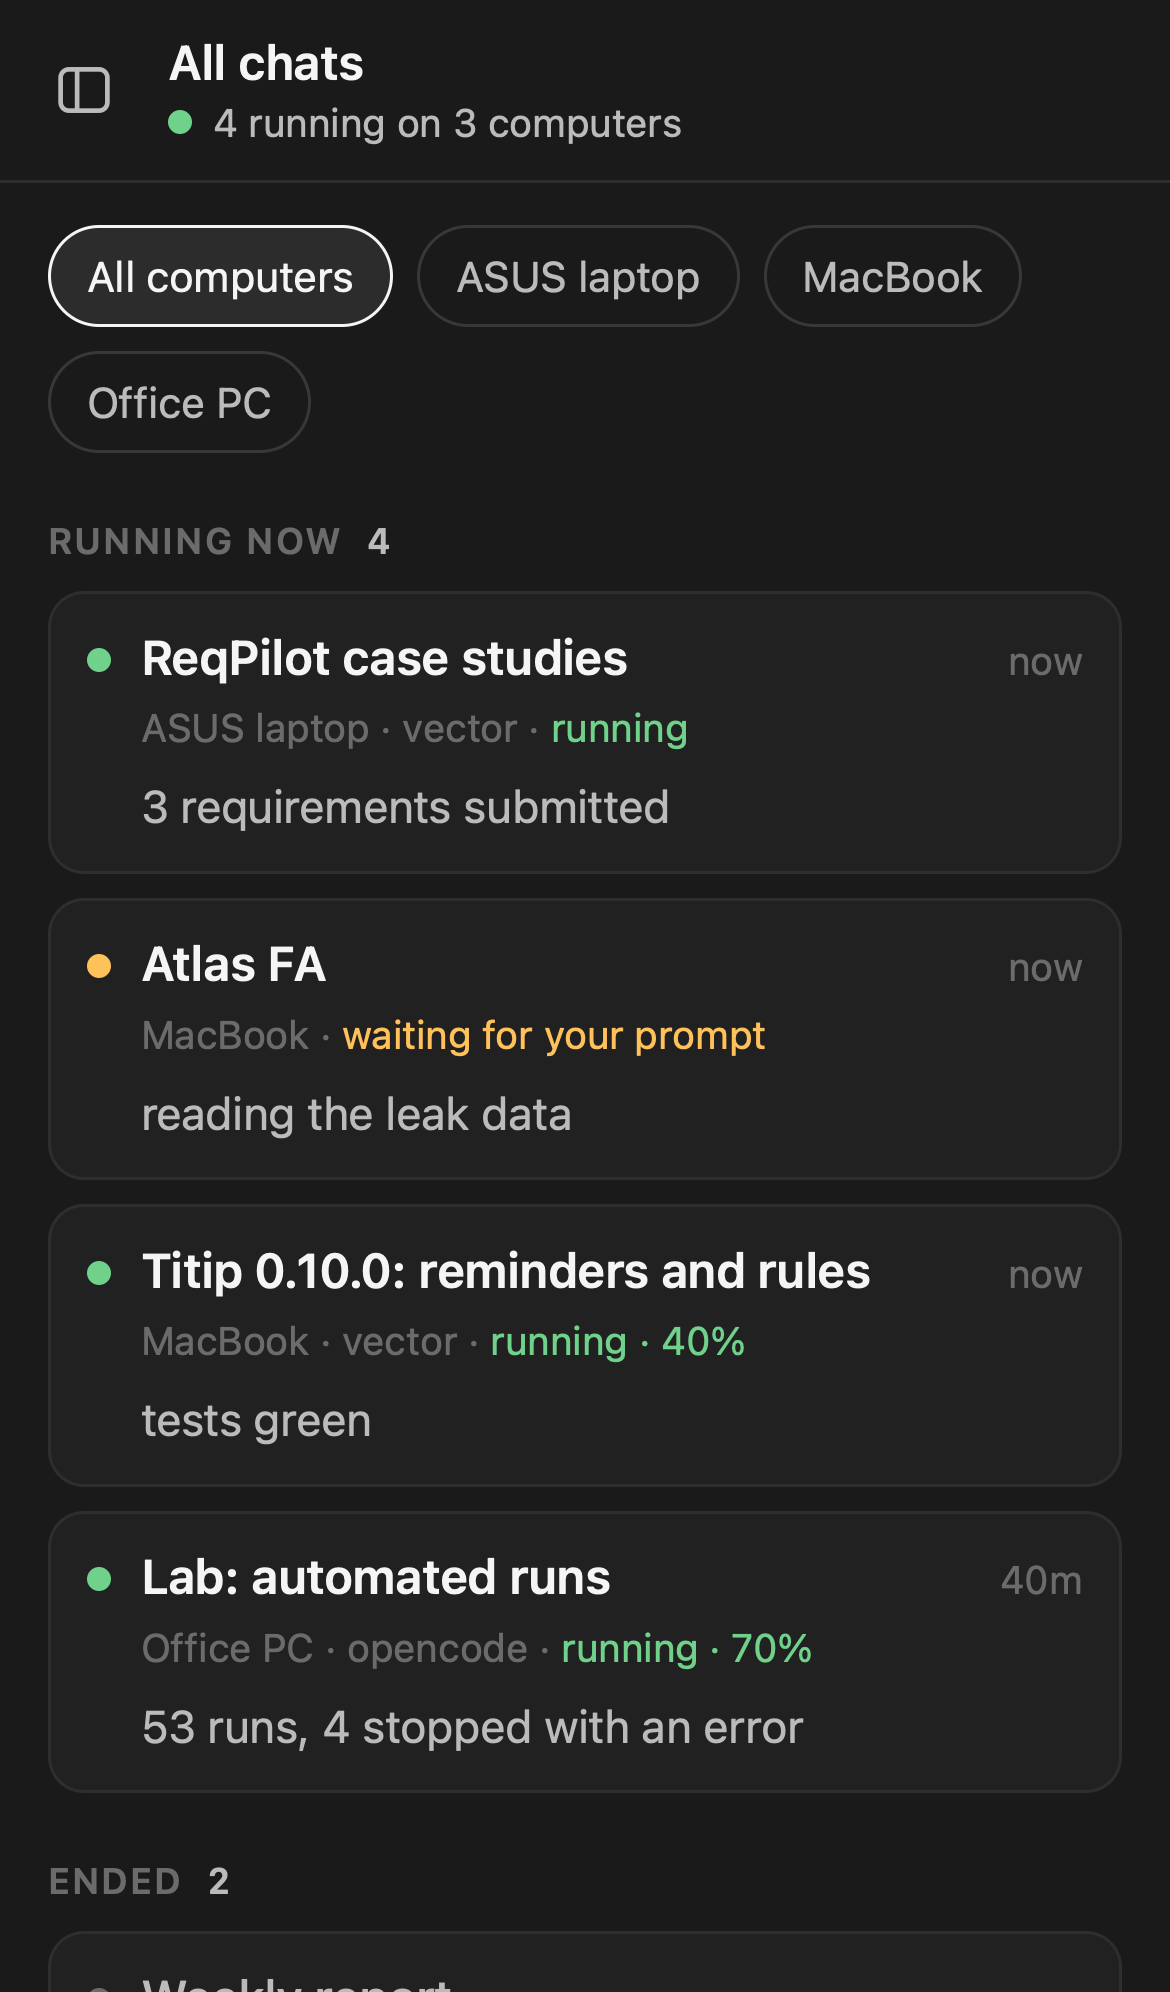 All chats
4 running on 3 computers
All computers
ASUS laptop
MacBook
Office PC
RUNNING NOW 4
ReqPilot case studies
now
ASUS laptop · vector · running
3 requirements submitted
Atlas FA
now
MacBook · waiting for your prompt
reading the leak data
Titip 0.10.0: reminders and rules
now
MacBook · vector · running · 40%
tests green
Lab: automated runs
40m
Office PC · opencode · running · 70%
53 runs, 4 stopped with an error
ENDED 2
Weekly report